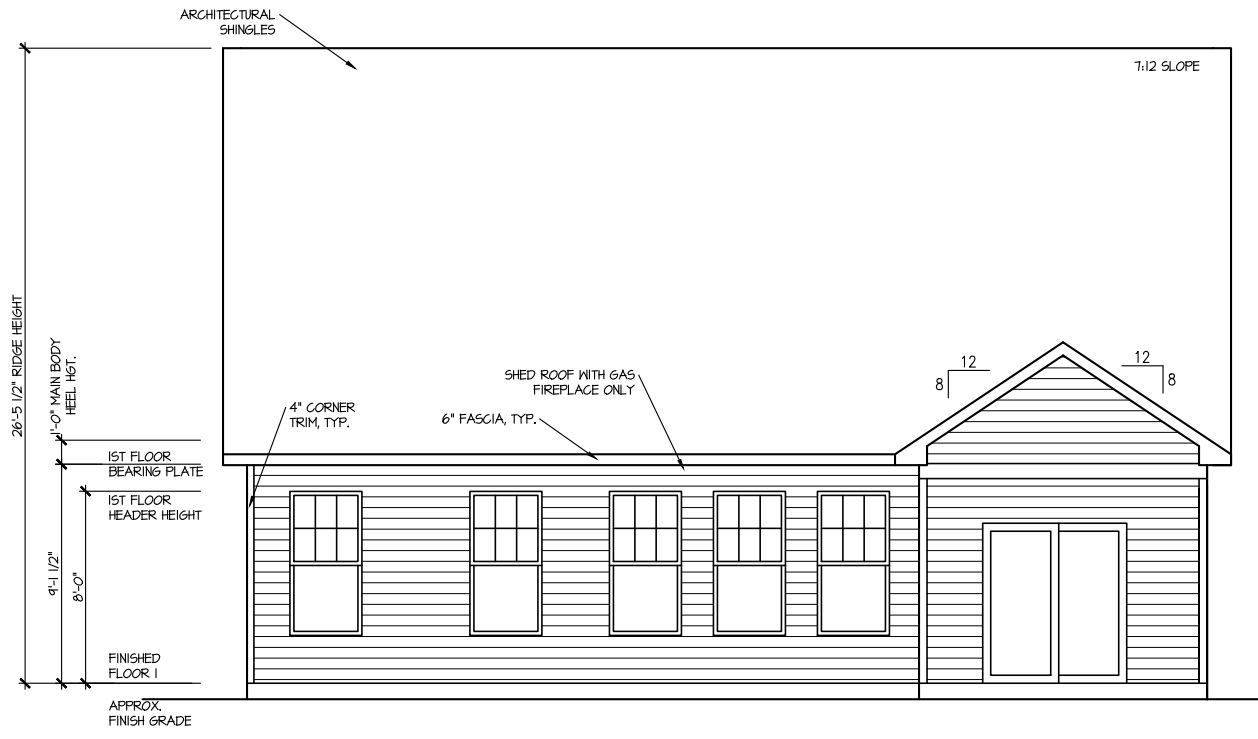 ARCHITECTURAL
SHINGLES
7:12 SLOPE
26'-5 1/2" RIDGE HEIGHT
1'-0" MAIN BODY
HEEL HGT.
12
8
12
8
SHED ROOF WITH GAS
FIREPLACE ONLY
4" CORNER
TRIM, TYP.
6" FASCIA, TYP.
1ST FLOOR
BEARING PLATE
1ST FLOOR
HEADER HEIGHT
9'-1 1/2"
8'-0"
FINISHED
FLOOR 1
APPROX.
FINISH GRADE